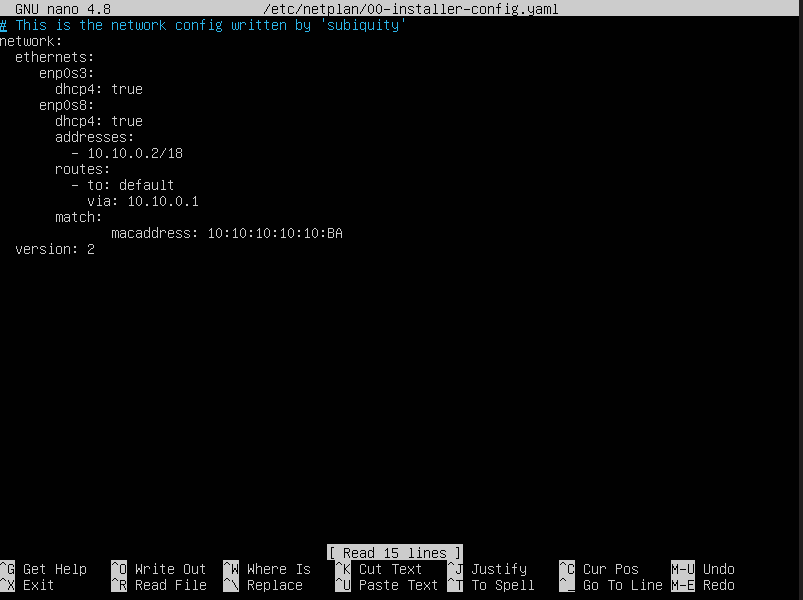 GNU nano 4.8 /etc/netplan/00-installer-config.yaml
# This is the network config written by 'subiquity'
network:
  ethernets:
     enp0s3:
       dhcp4: true
     enp0s8:
       dhcp4: true
       addresses:
         - 10.10.0.2/18
       routes:
         - to: default
           via: 10.10.0.1
       match:
              macaddress: 10:10:10:10:10:BA
  version: 2
[ Read 15 lines ]
^G Get Help ^O Write Out ^W Where Is ^K Cut Text ^J Justify ^C Cur Pos M-U Undo
^X Exit ^R Read File ^\ Replace ^U Paste Text ^T To Spell ^_ Go To Line M-E Redo